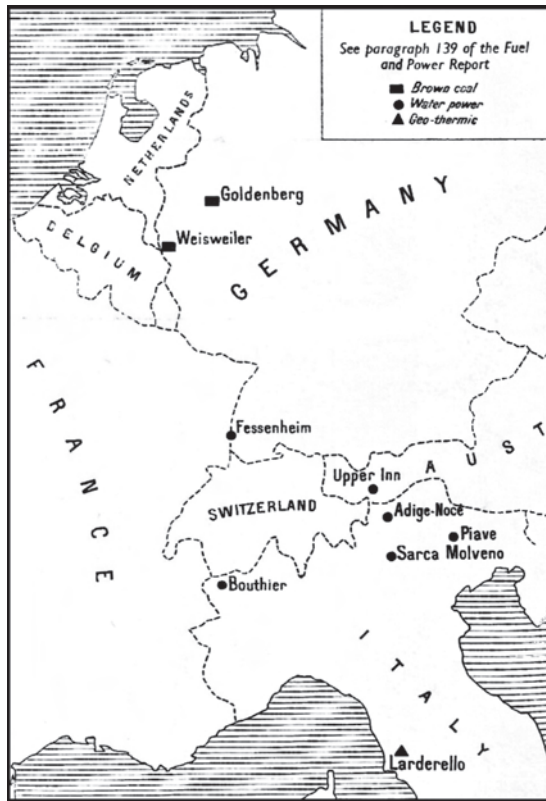 LEGEND
See paragraph 139 of the Fuel
and Power Report
Brown coal
Water power
Geo-thermic
NETHERLANDS
Goldenberg
GERMANY
Weisweiler
BELGIUM
FRANCE
Fessenheim
AUST
Upper Inn
SWITZERLAND
Adige-Noce
Piave
Sarca Molveno
Bouthier
ITALY
Larderello